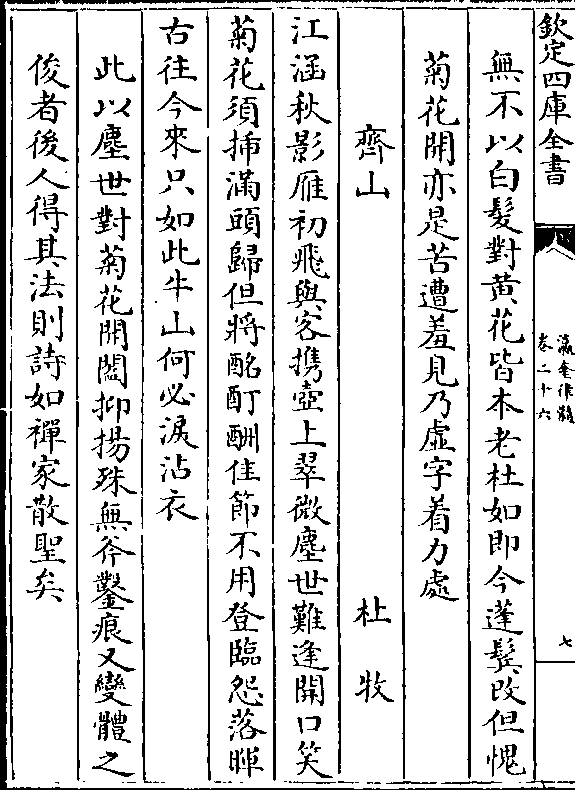 欽定四庫全書
瀛奎律髓
卷二十六
七
無不以白髮對黄花皆本老杜如即今蓬鬓改但愧
菊花開亦是苦遭羞見乃虚字着力處
齊山 杜牧
江涵秋影雁初飛與客携壺上翠微塵世難逢開口笑
菊花須揷滿頭歸但將酩酊酬佳節不用登臨怨落暉
古往今來只如此牛山何必淚沾衣
此以塵世對菊花開闔抑揚殊無斧鑿痕又變體之
俊者後人得其法則詩如禪家散聖矣